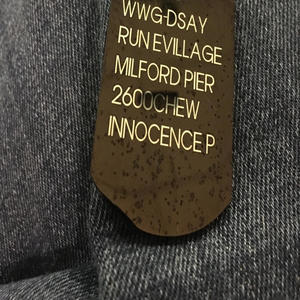 WWG-DSAY
RUN EVILLAGE
MILFORD PIER
2600CHEW
INNOCENCE P